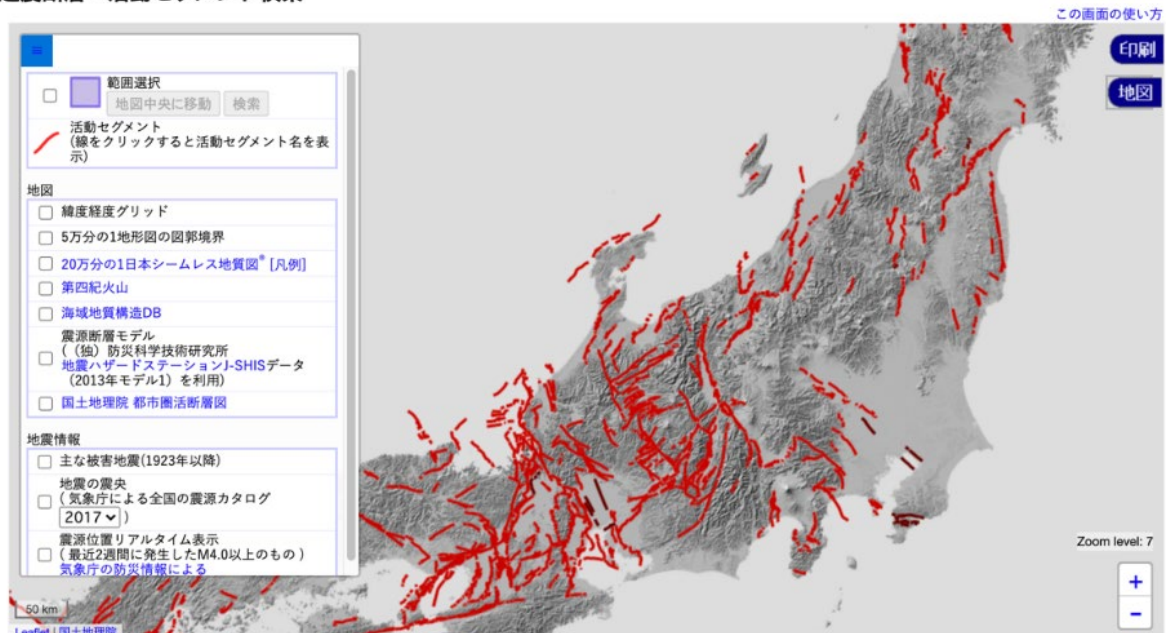 この画面の使い方
≡
印刷
地図
範囲選択
地図中央に移動 検索
活動セグメント
(線をクリックすると活動セグメント名を表
示)
地図
緯度経度グリッド
5万分の1地形図の図郭境界
20万分の1日本シームレス地質図® [凡例]
第四紀火山
海域地質構造DB
震源断層モデル
(（独）防災科学技術研究所
地震ハザードステーションJ-SHISデータ
（2013年モデル1）を利用)
国土地理院 都市圏活断層図
地震情報
主な被害地震(1923年以降)
地震の震央
( 気象庁による全国の震源カタログ
2017 )
震源位置リアルタイム表示
( 最近2週間に発生したM4.0以上のもの )
気象庁の防災情報による
Zoom level: 7
+
−
50 km
Leaflet | 国土地理院